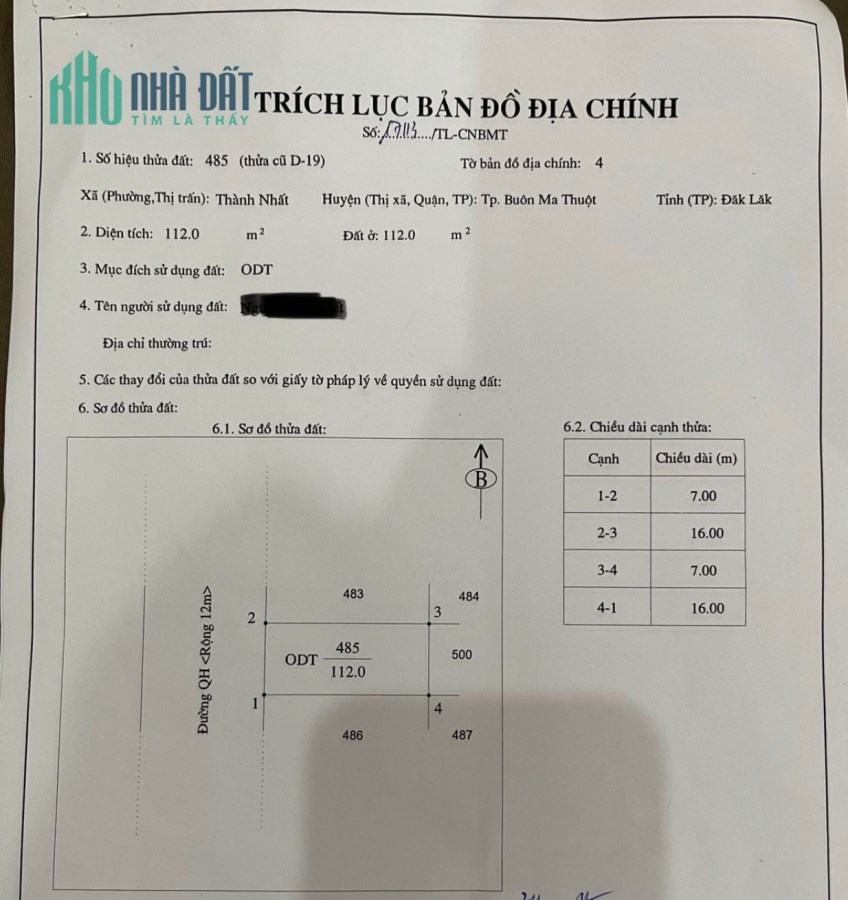 KHO NHÀ ĐẤT
TÌM LÀ THẤY
TRÍCH LỤC BẢN ĐỒ ĐỊA CHÍNH
Số: /TL-CNBMT
1. Số hiệu thửa đất: 485 (thửa cũ D-19) Tờ bản đồ địa chính: 4
Xã (Phường,Thị trấn): Thành Nhất Huyện (Thị xã, Quận, TP): Tp. Buôn Ma Thuột Tỉnh (TP): Đăk Lăk
2. Diện tích: 112.0 m² Đất ở: 112.0 m²
3. Mục đích sử dụng đất: ODT
4. Tên người sử dụng đất:
Địa chỉ thường trú:
5. Các thay đổi của thửa đất so với giấy tờ pháp lý về quyền sử dụng đất:
6. Sơ đồ thửa đất:
6.1. Sơ đồ thửa đất:
B
Đường QH <Rộng 12m>
483
484
2
3
ODT 485
112.0
500
1
4
486
487
6.2. Chiều dài cạnh thửa:
Cạnh Chiều dài (m)
1-2 7.00
2-3 16.00
3-4 7.00
4-1 16.00